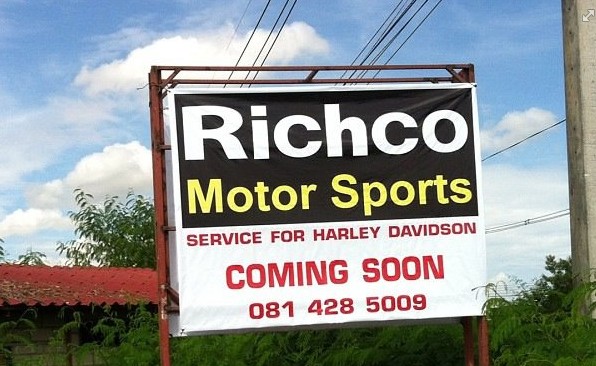 Richco
Motor Sports
SERVICE FOR HARLEY DAVIDSON
COMING SOON
081 428 5009